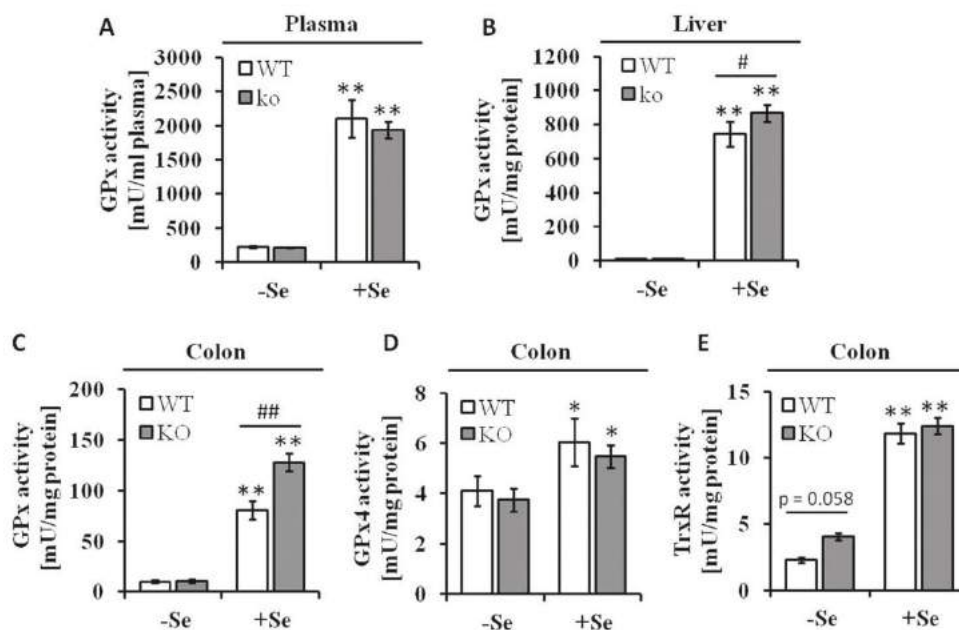 A Plasma
GPx activity
[mU/ml plasma]
3000
2500
2000
1500
1000
500
0
WT
ko
**
**
-Se +Se
B Liver
GPx activity
[mU/mg protein]
1200
1000
800
600
400
200
0
WT
ko
#
**
**
-Se +Se
C Colon
GPx activity
[mU/mg protein]
200
150
100
50
0
WT
KO
##
**
**
-Se +Se
D Colon
GPx4 activity
[mU/mg protein]
8
6
4
2
0
WT
KO
*
*
-Se +Se
E Colon
TrxR activity
[mU/mg protein]
15
10
5
0
WT
KO
** **
p = 0.058
-Se +Se